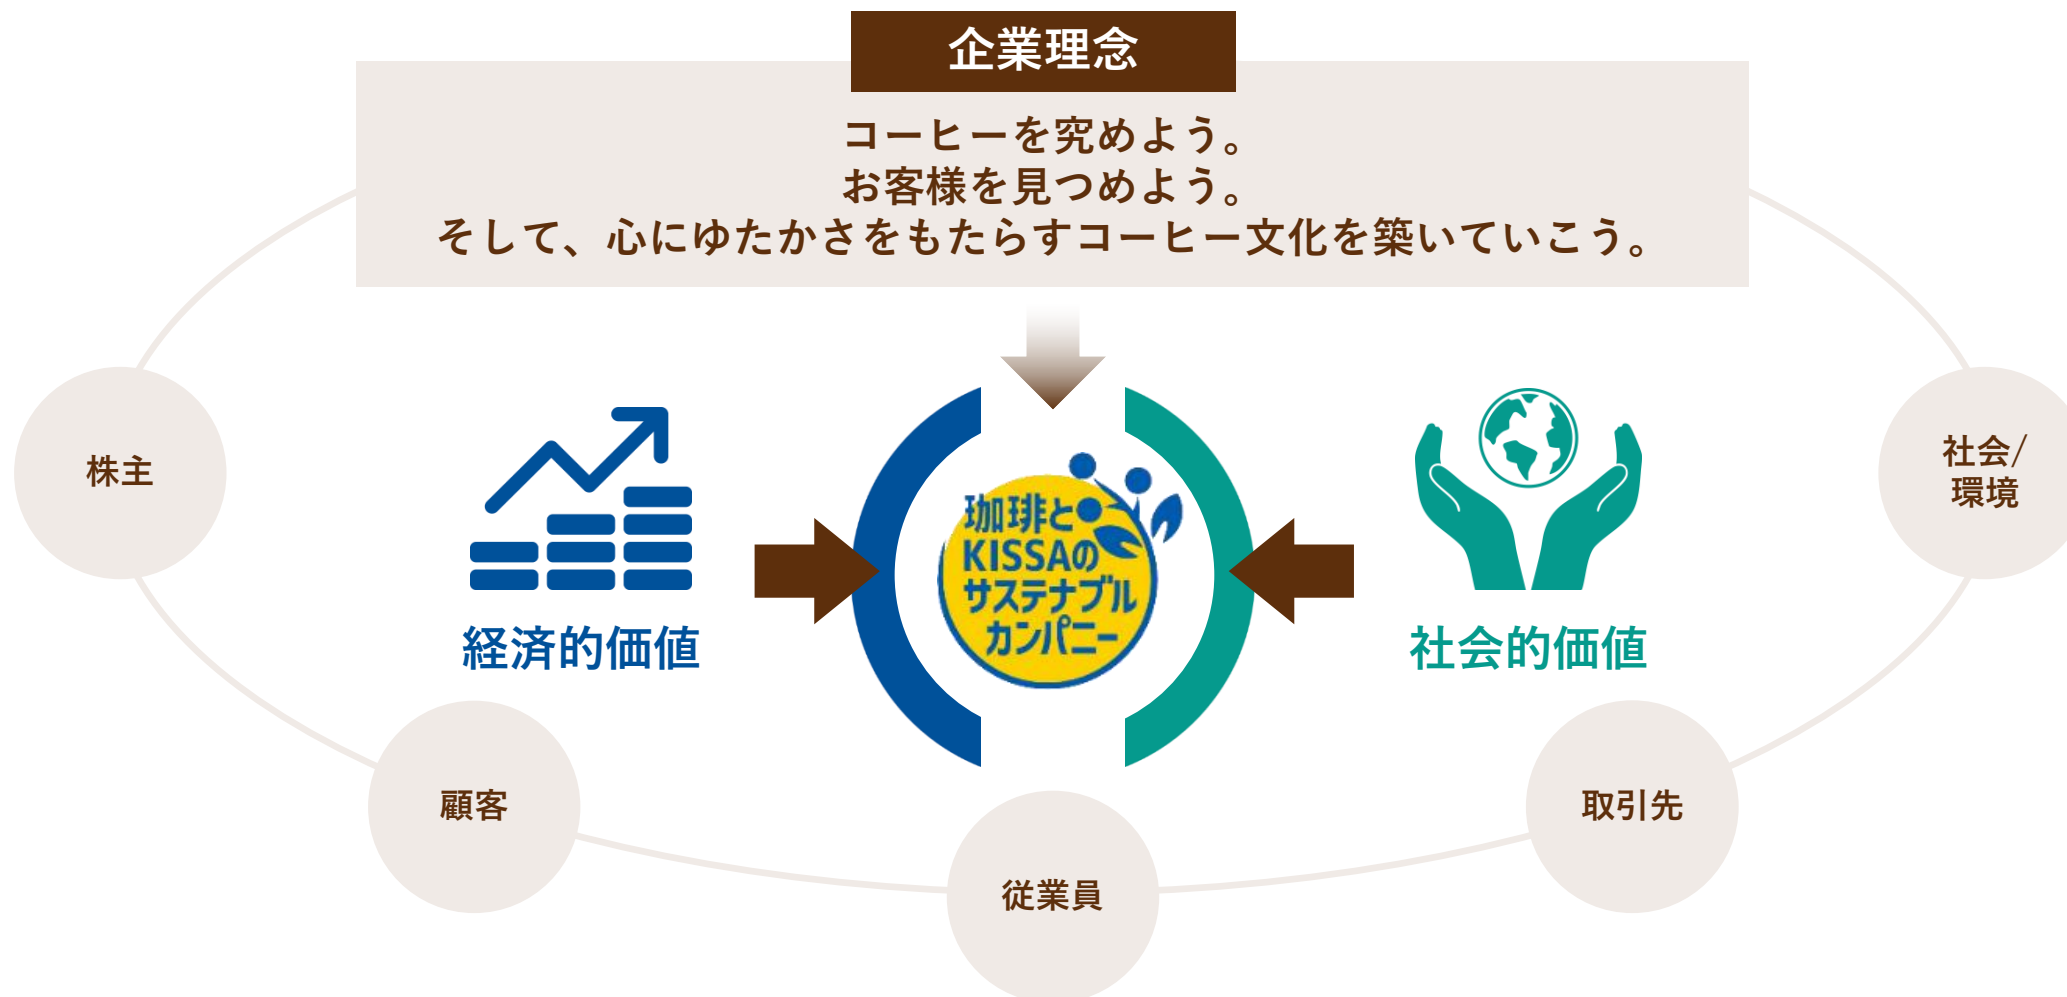 企業理念
コーヒーを究めよう。
お客様を見つめよう。
そして、心にゆたかさをもたらすコーヒー文化を築いていこう。
株主
社会/
環境
珈琲と
KISSAの
サステナブル
カンパニー
経済的価値
社会的価値
顧客
取引先
従業員